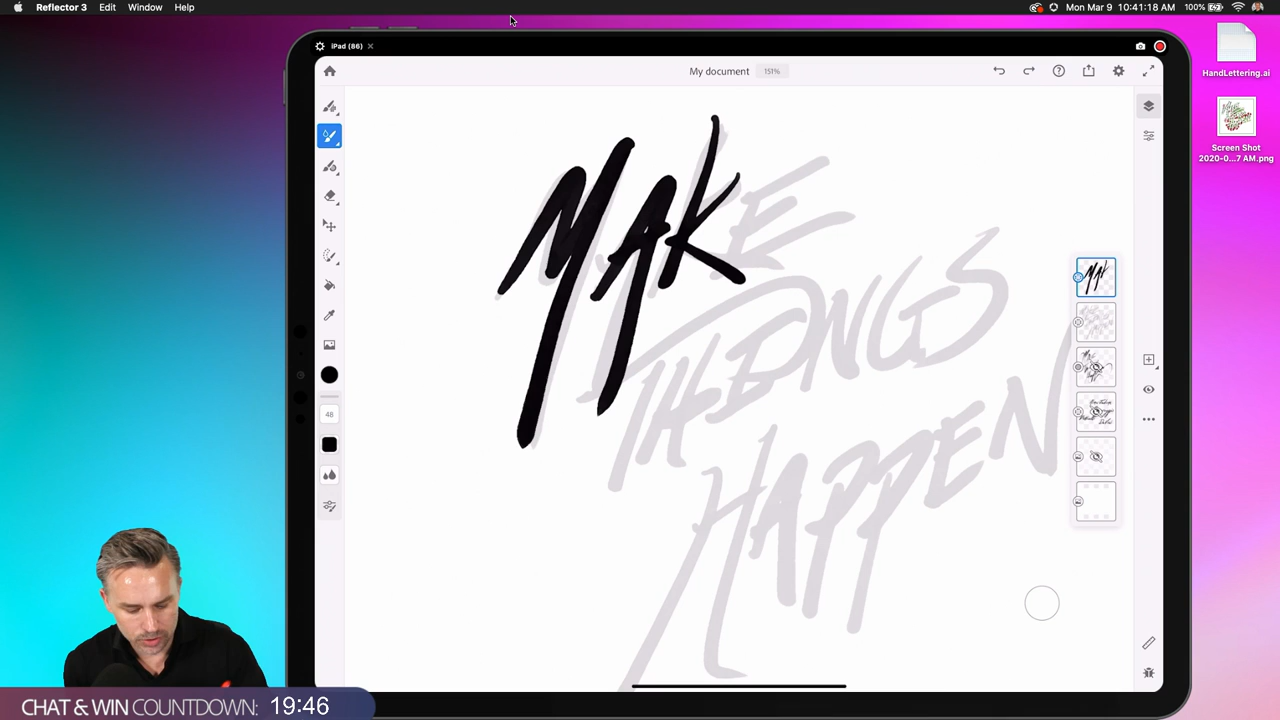 Reflector 3 Edit Window Help
100% Mon Mar 9 10:41:18 AM
iPad (86)
My document 151%
HandLettering.ai
Screen Shot
2020-0...7 AM.png
MAK
MAKE
THINGS
HAPPEN
48
CHAT & WIN COUNTDOWN: 19:46